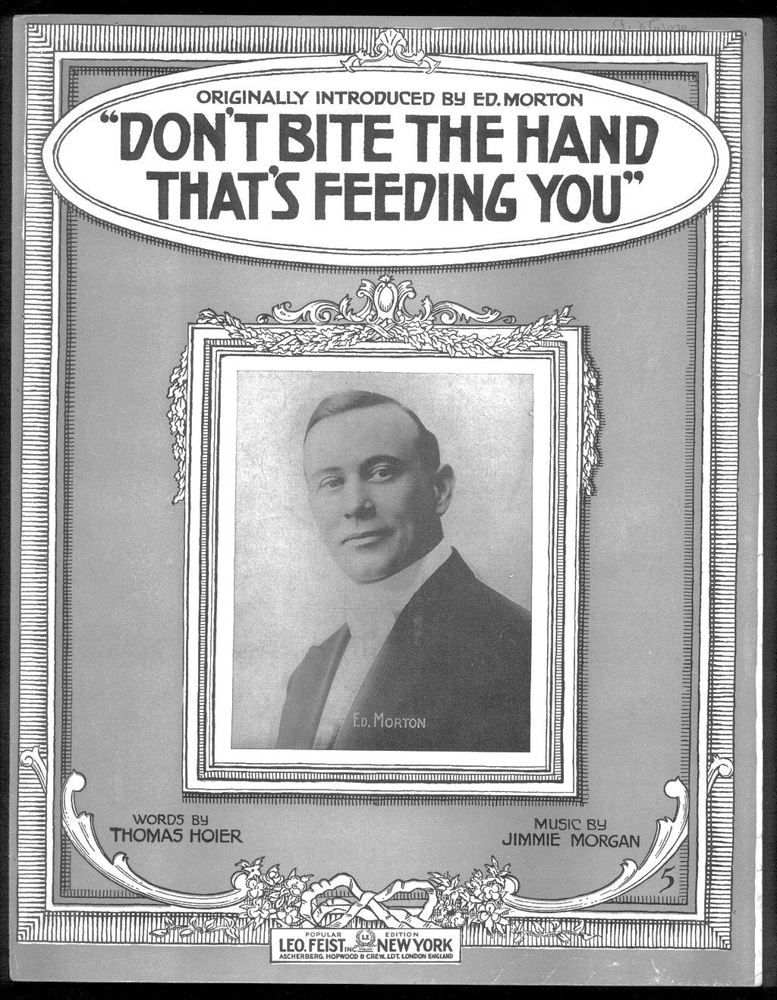 ORIGINALLY INTRODUCED BY ED. MORTON
"DON'T BITE THE HAND
THAT'S FEEDING YOU"
ED. MORTON
WORDS BY
THOMAS HOIER
MUSIC BY
JIMMIE MORGAN
5
POPULAR EDITION
LEO. FEIST INC NEW YORK
ASCHERBERG. HOPWOOD & CREW. LDT. LONDON ENGLAND